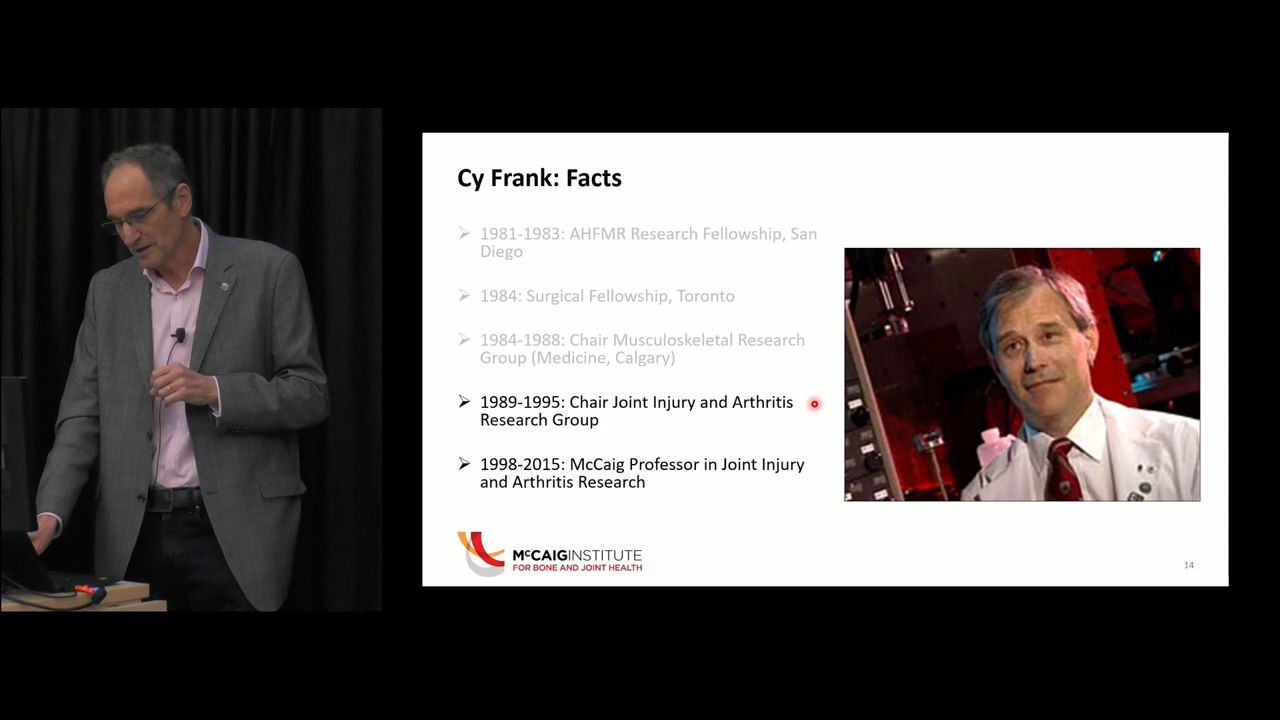 Cy Frank: Facts
1981-1983: AHFMR Research Fellowship, San
Diego
1984: Surgical Fellowship, Toronto
1984-1988: Chair Musculoskeletal Research
Group (Medicine, Calgary)
1989-1995: Chair Joint Injury and Arthritis
Research Group
1998-2015: McCaig Professor in Joint Injury
and Arthritis Research
McCAIGINSTITUTE
FOR BONE AND JOINT HEALTH
14